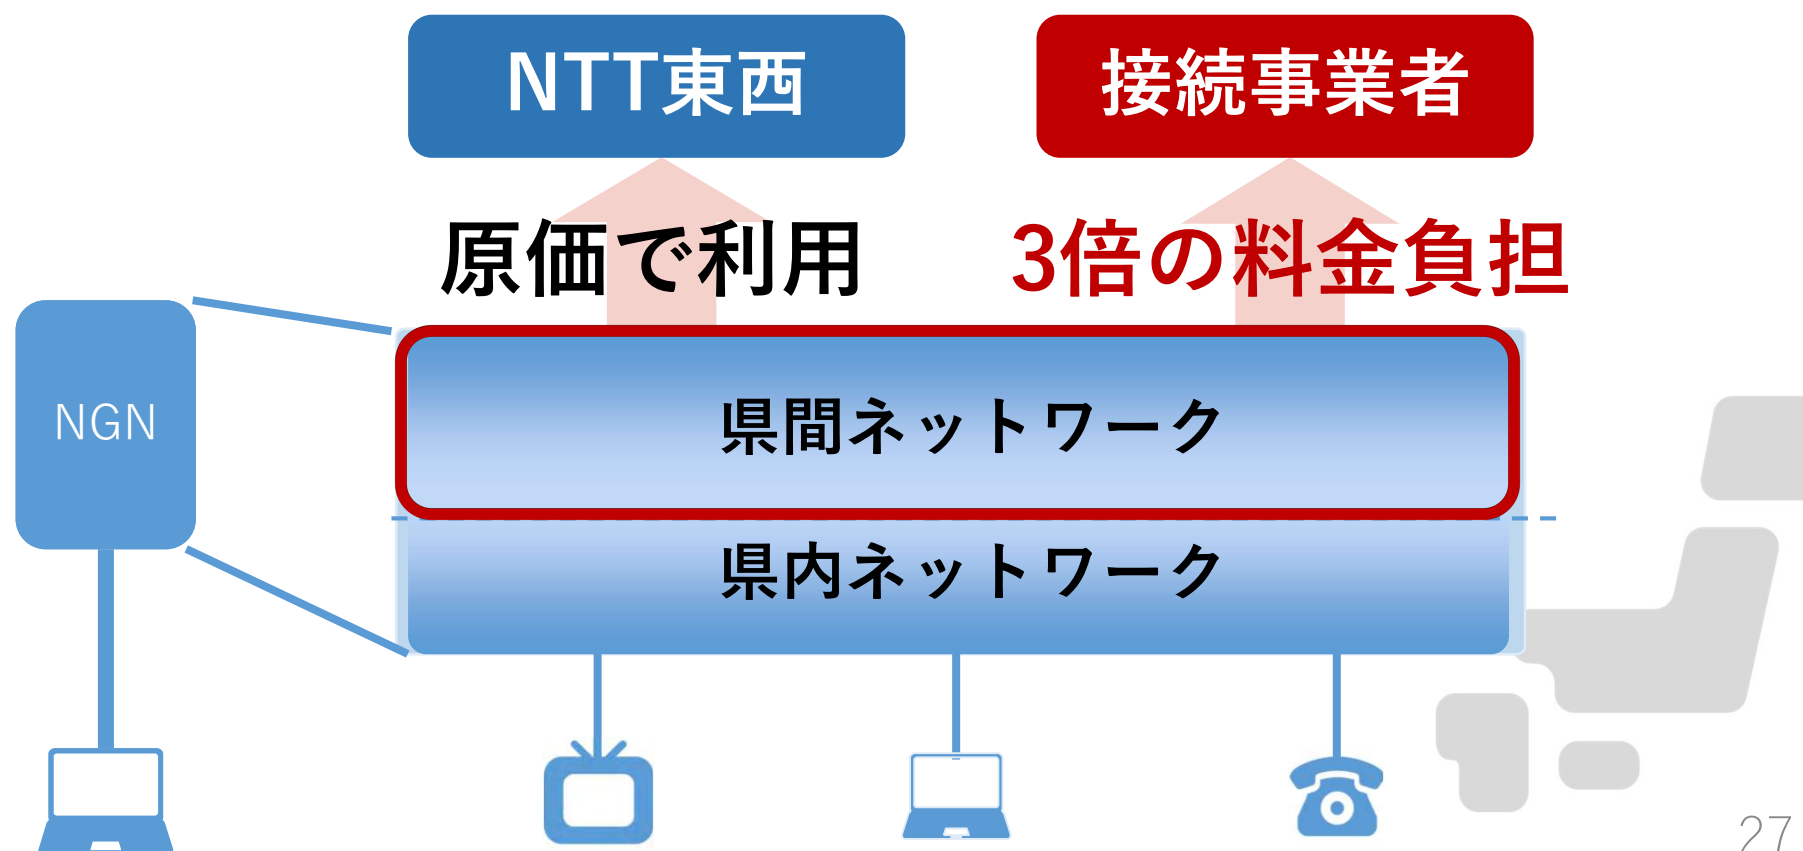 NTT東西
接続事業者
原価で利用
3倍の料金負担
NGN
県間ネットワーク
県内ネットワーク
27